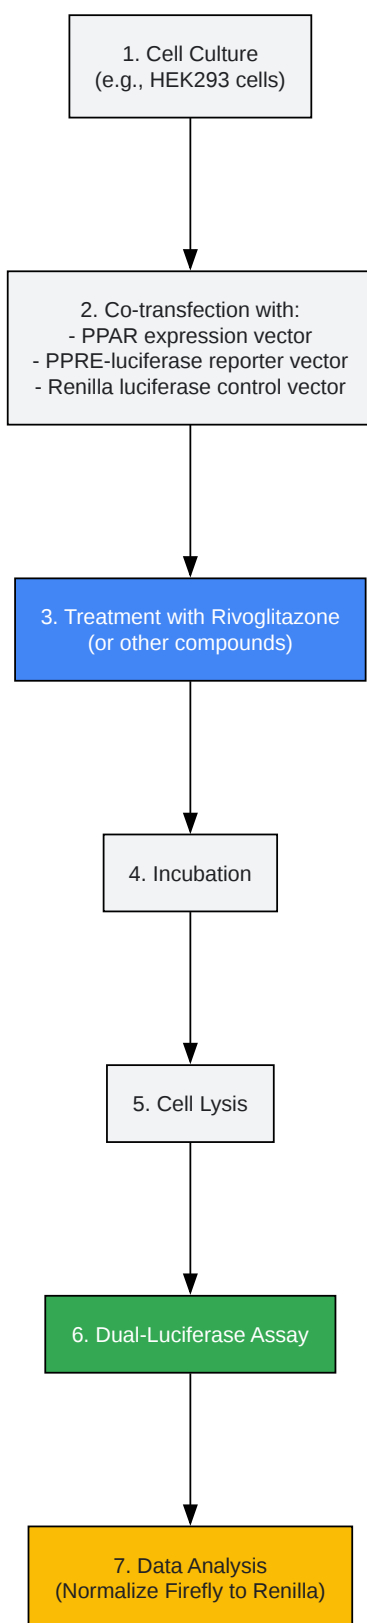 1. Cell Culture
(e.g., HEK293 cells)
2. Co-transfection with:
- PPAR expression vector
- PPRE-luciferase reporter vector
- Renilla luciferase control vector
3. Treatment with Rivoglitazone
(or other compounds)
4. Incubation
5. Cell Lysis
6. Dual-Luciferase Assay
7. Data Analysis
(Normalize Firefly to Renilla)